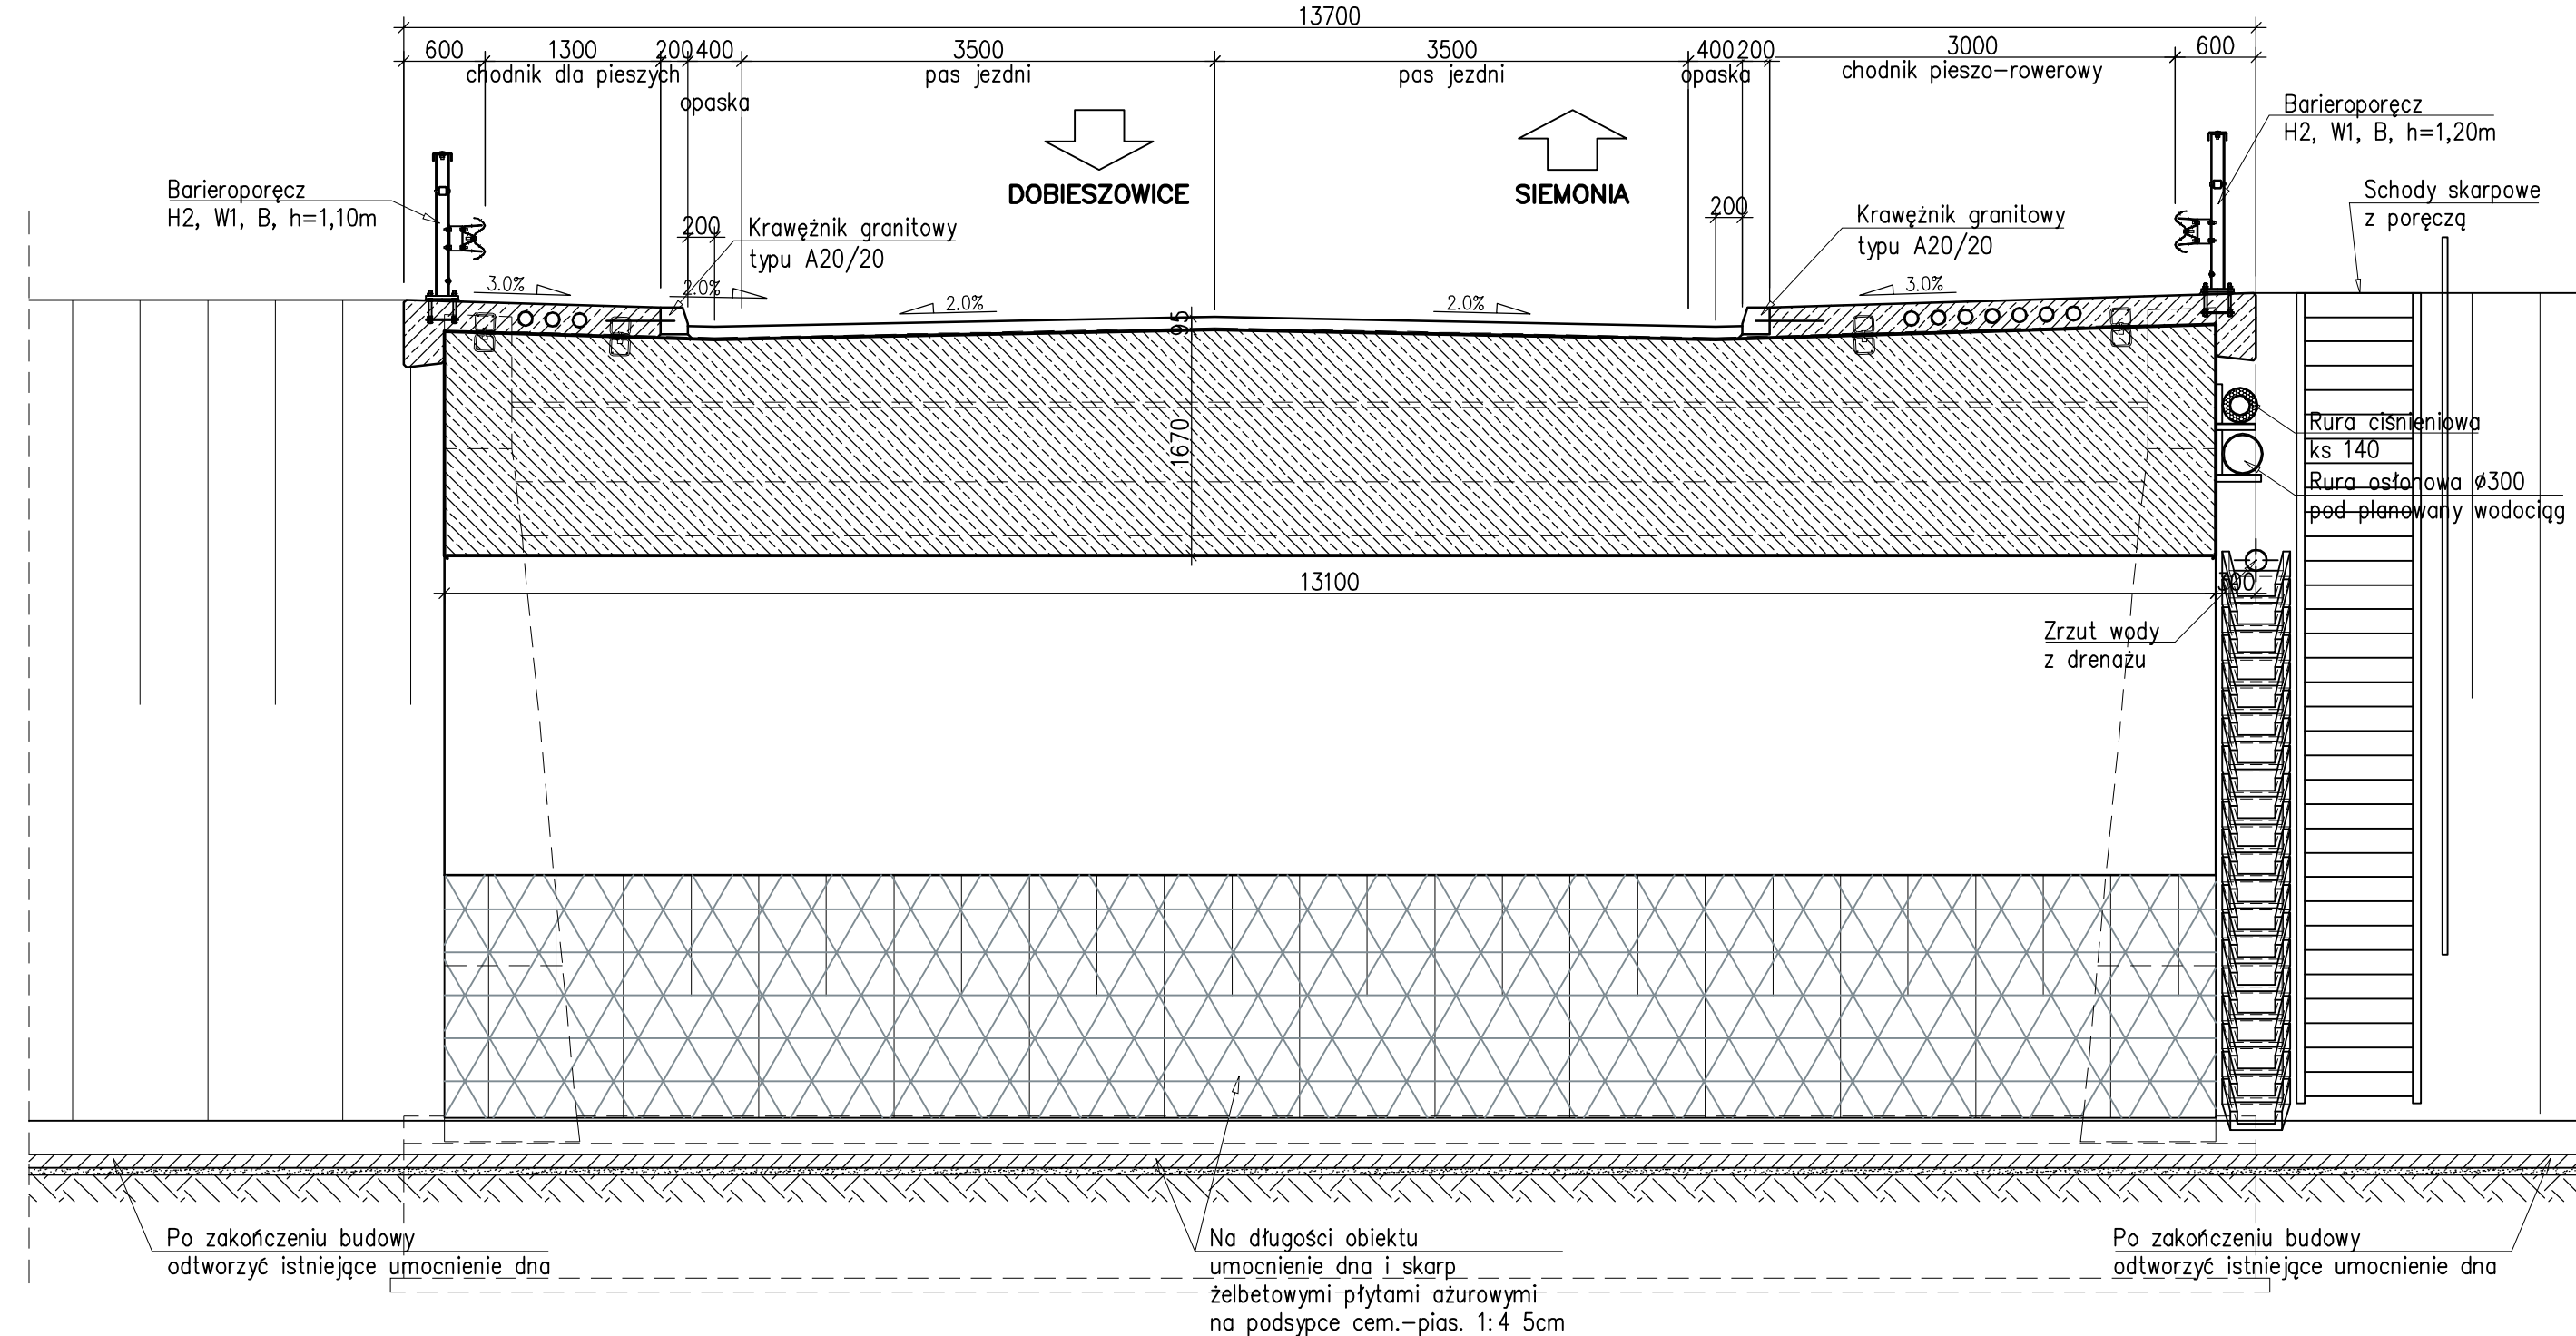 13700
600 1300 200 400 3500 3500 400 200 3000 600
chodnik dla pieszych pas jezdni pas jezdni opaska chodnik pieszo-rowerowy
opaska
Barieroporęcz
H2, W1, B, h=1,20m
Barieroporęcz
H2, W1, B, h=1,10m
DOBIESZOWICE SIEMONIA
Schody skarpowe
z poręczą
200
Krawężnik granitowy
typu A20/20
200
Krawężnik granitowy
typu A20/20
3.0% 2.0% 2.0% 2.0% 3.0%
95
1670
Rura ciśnieniowa
ks 140
Rura osłonowa ø300
pod planowany wodociąg
13100
300
Zrzut wody
z drenażu
Po zakończeniu budowy
odtworzyć istniejące umocnienie dna
Na długości obiektu
umocnienie dna i skarp
żelbetowymi płytami ażurowymi
na podsypce cem.-pias. 1:4 5cm
Po zakończeniu budowy
odtworzyć istniejące umocnienie dna